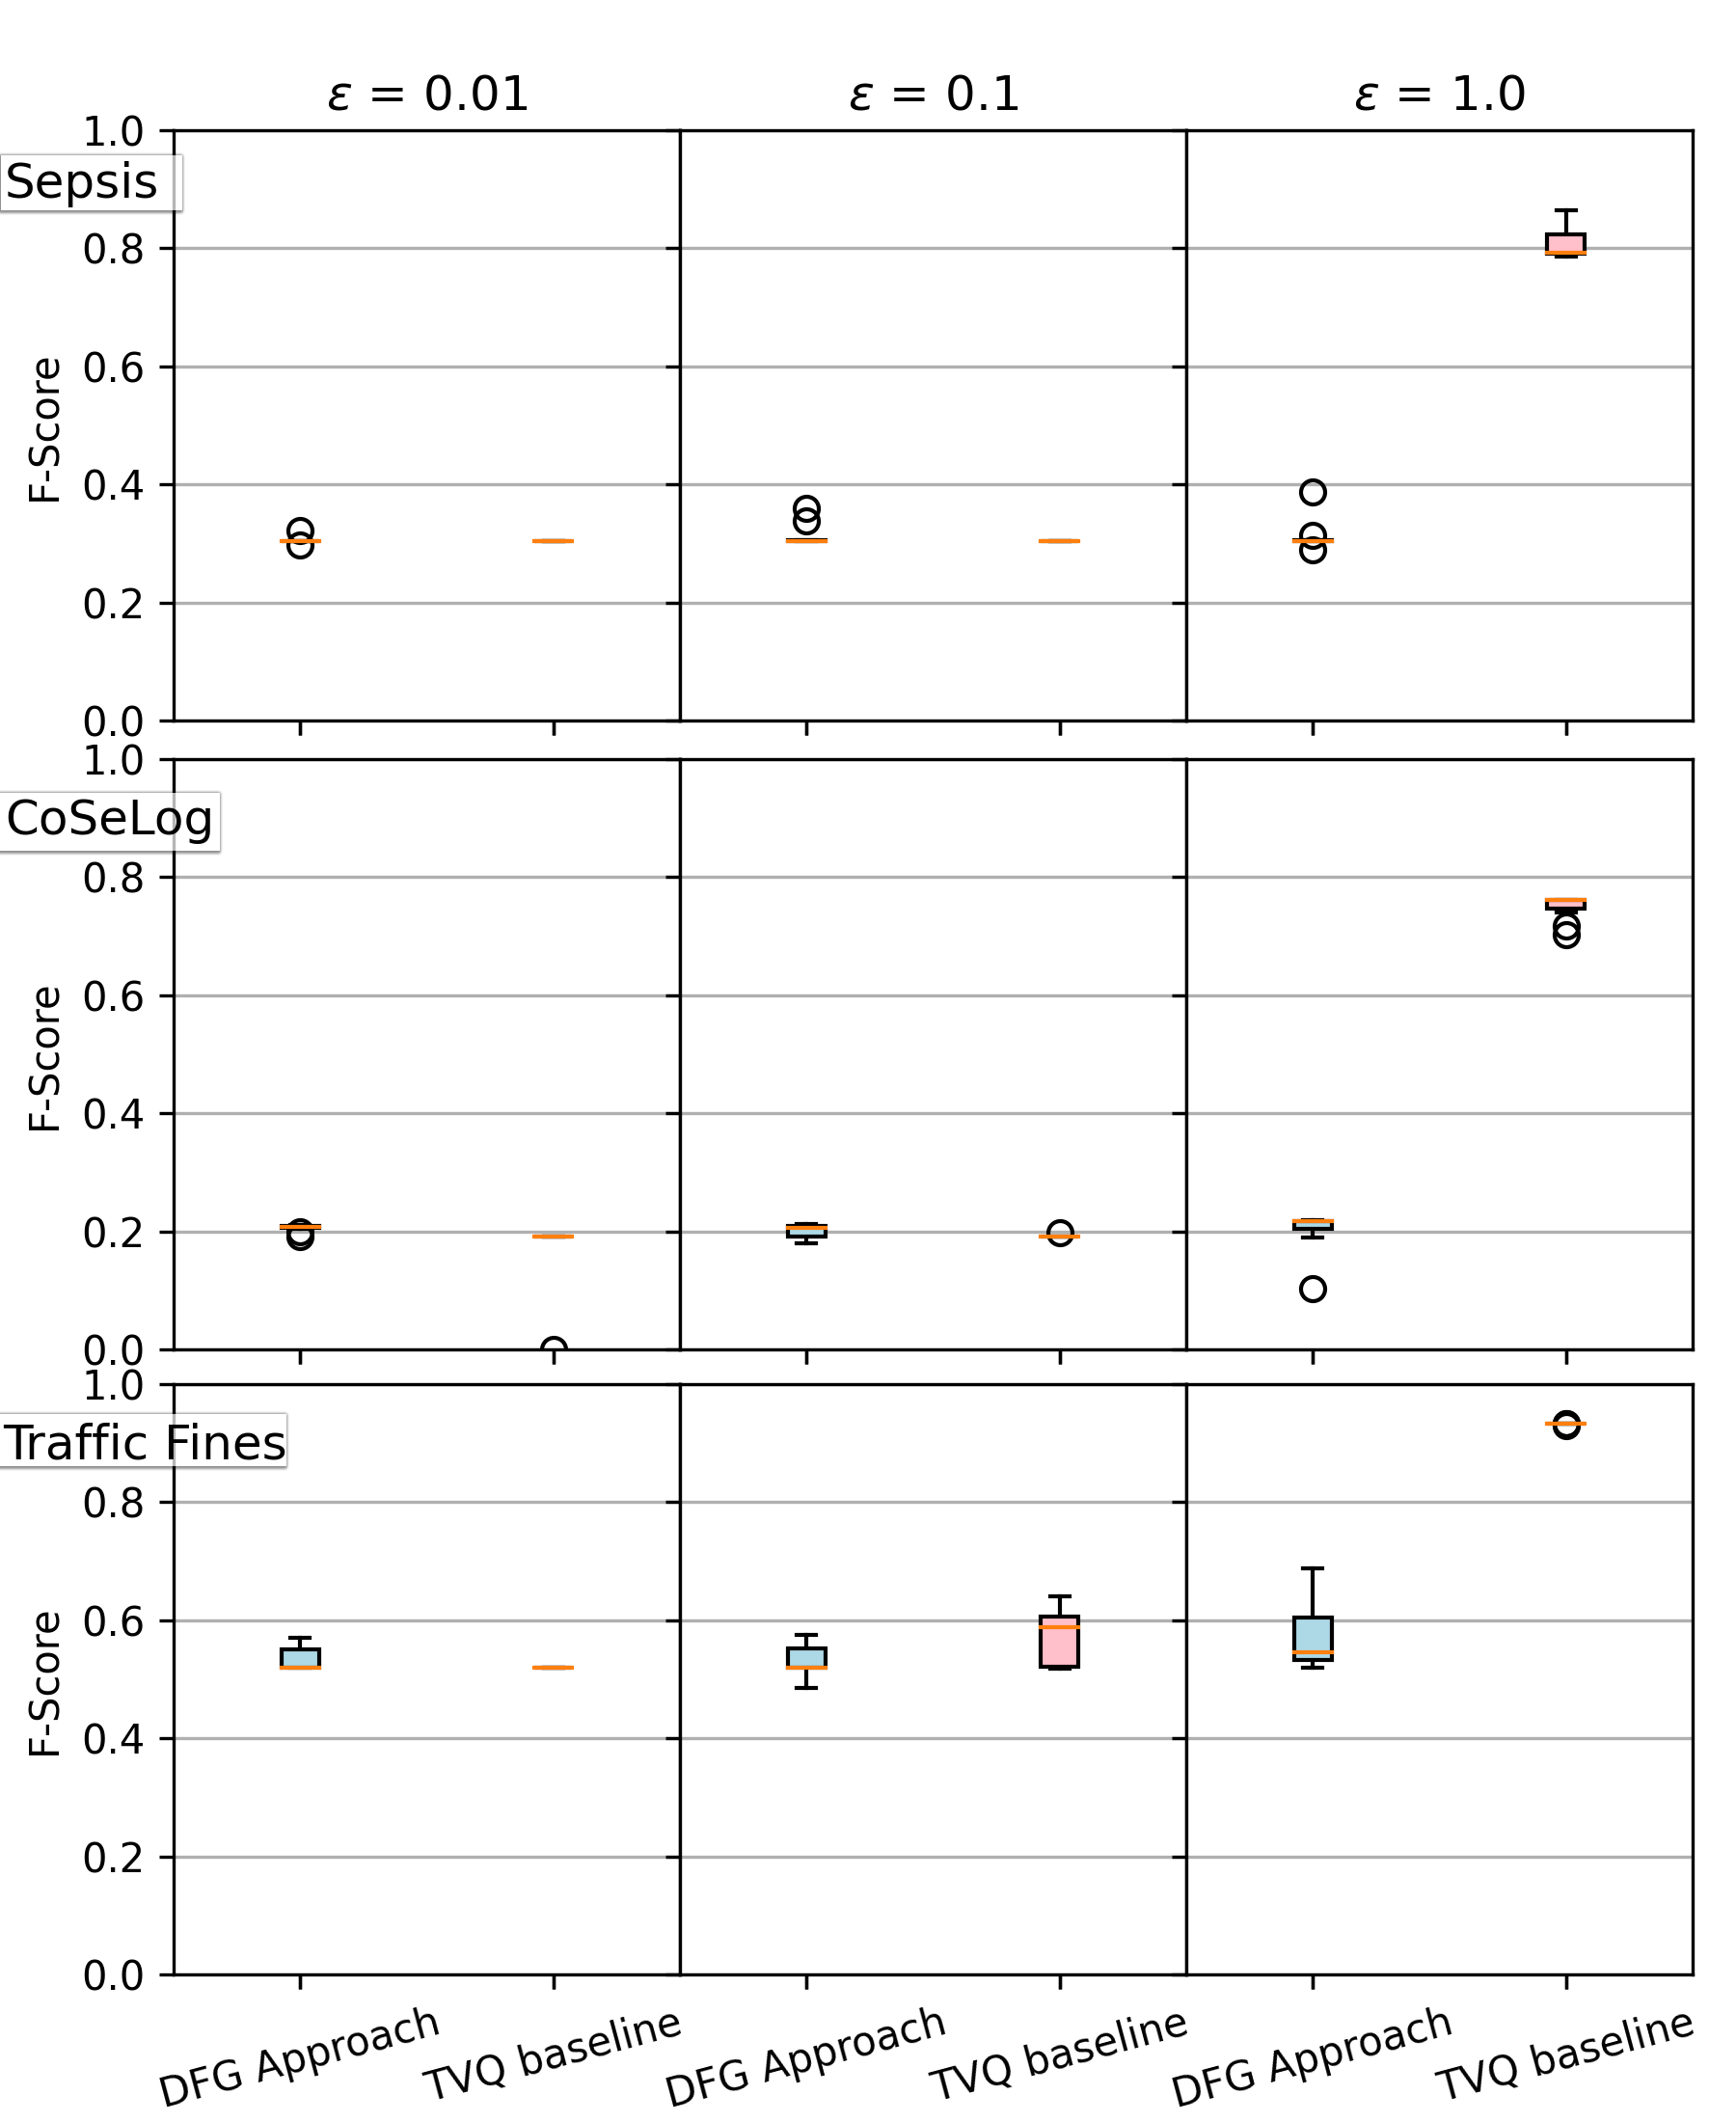 ε = 0.01
ε = 0.1
ε = 1.0
Sepsis
F-Score
1.0
0.8
0.6
0.4
0.2
0.0
CoSeLog
F-Score
1.0
0.8
0.6
0.4
0.2
0.0
Traffic Fines
F-Score
1.0
0.8
0.6
0.4
0.2
0.0
DFG Approach
TVQ baseline
DFG Approach
TVQ baseline
DFG Approach
TVQ baseline